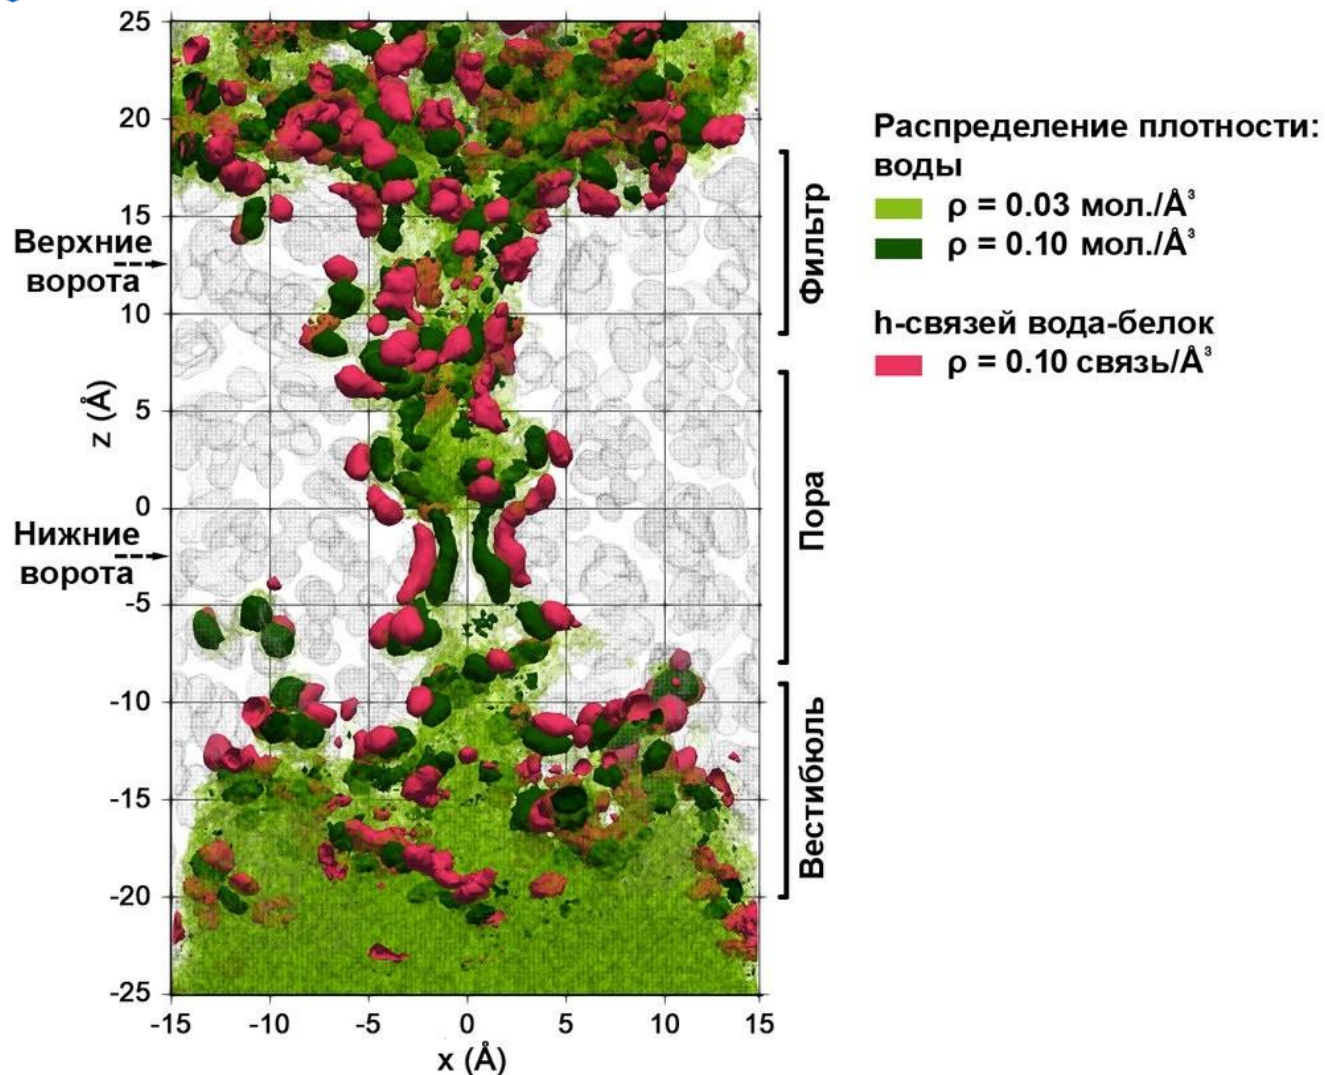 25
20
15
10
5
0
-5
-10
-15
-20
-25
z (Å)
Верхние
ворота
Нижние
ворота
-15
-10
-5
0
5
10
15
x (Å)
Фильтр
Пора
Вестибюль
Распределение плотности:
воды
ρ = 0.03 мол./Å³
ρ = 0.10 мол./Å³
h-связей вода-белок
ρ = 0.10 связь/Å³